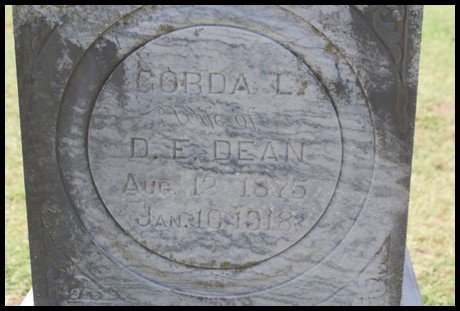 CORDA L.
Wife of
D. E. DEAN
AUG. 12 1875
JAN. 10 1918